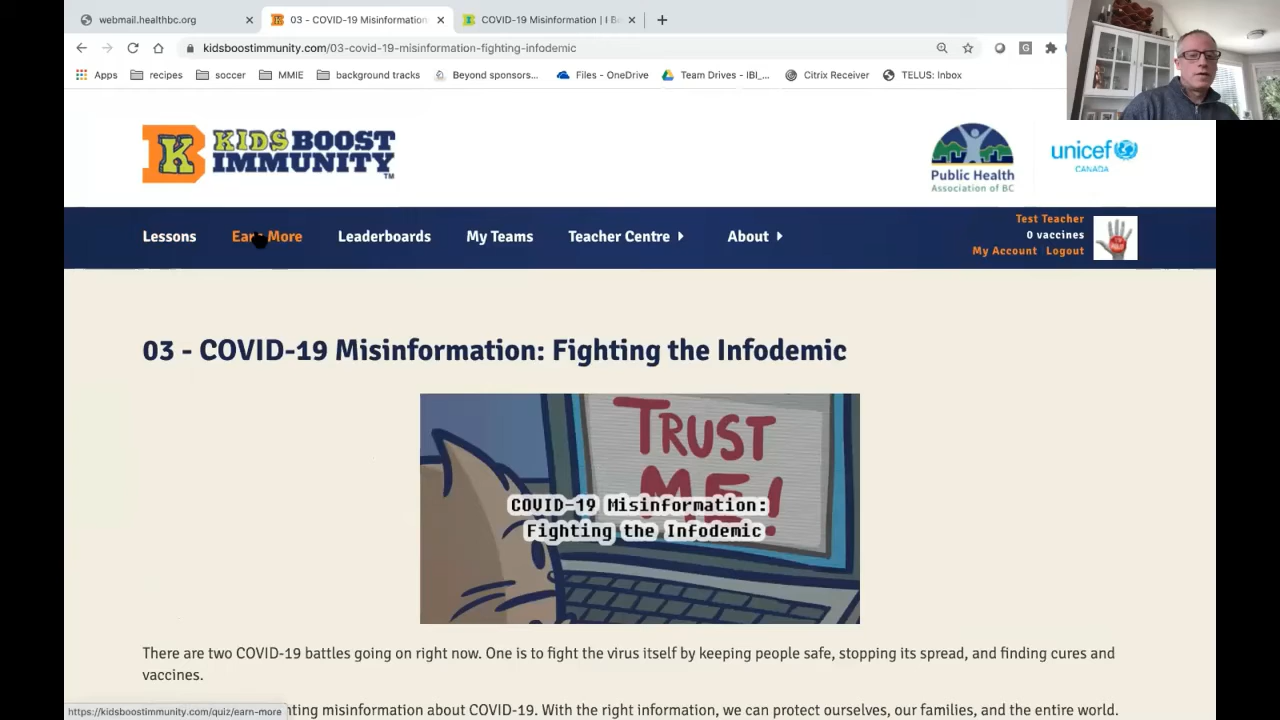 webmail.healthbc.org
03 - COVID-19 Misinformation
COVID-19 Misinformation | I B
kidsboostimmunity.com/03-covid-19-misinformation-fighting-infodemic
Apps recipes soccer MMIE background tracks Beyond sponsors... Files - OneDrive Team Drives - IBI_... Citrix Receiver TELUS: Inbox
KIDS BOOST
IMMUNITY™
Public Health
Association of BC
unicef
CANADA
Lessons Earn More Leaderboards My Teams Teacher Centre About
Test Teacher
0 vaccines
My Account Logout
03 - COVID-19 Misinformation: Fighting the Infodemic
TRUST
ME!
COVID-19 Misinformation:
Fighting the Infodemic
There are two COVID-19 battles going on right now. One is to fight the virus itself by keeping people safe, stopping its spread, and finding cures and
vaccines.
nting misinformation about COVID-19. With the right information, we can protect ourselves, our families, and the entire world.
https://kidsboostimmunity.com/quiz/earn-more